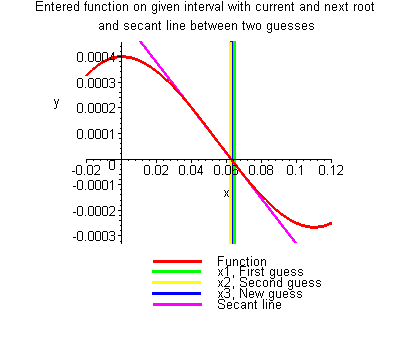 Entered function on given interval with current and next root
and secant line between two guesses
0.0004
0.0003
y
0.0002
0.0001
-0.02 0 0.02 0.04 0.06 0.08 0.1 0.12
-0.0001
x
-0.0002
-0.0003
Function
x1, First guess
x2, Second guess
x3, New guess
Secant line